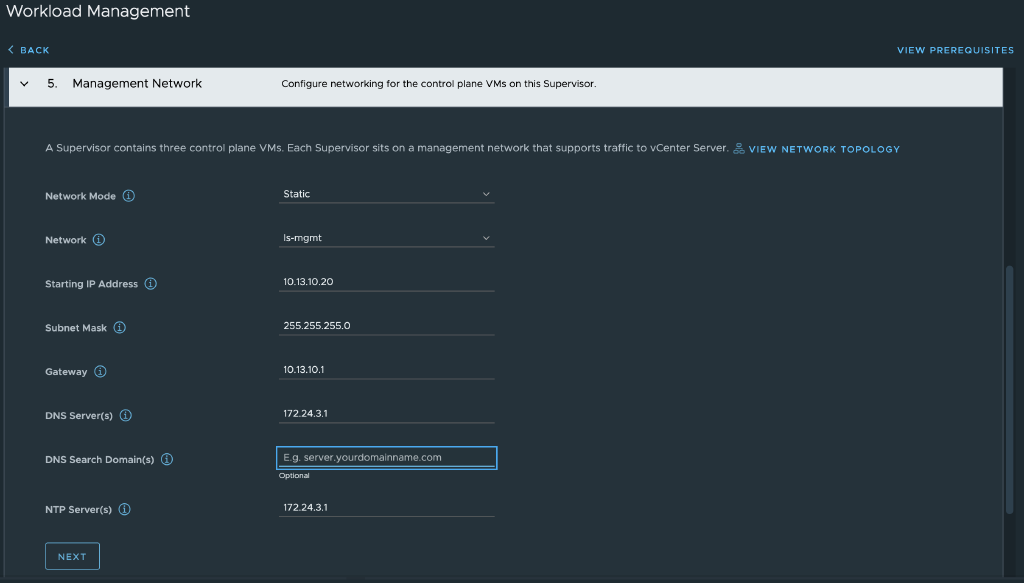 Workload Management
BACK
VIEW PREREQUISITES
5. Management Network Configure networking for the control plane VMs on this Supervisor.
A Supervisor contains three control plane VMs. Each Supervisor sits on a management network that supports traffic to vCenter Server. VIEW NETWORK TOPOLOGY
Network Mode Static
Network ls-mgmt
Starting IP Address 10.13.10.20
Subnet Mask 255.255.255.0
Gateway 10.13.10.1
DNS Server(s) 172.24.3.1
DNS Search Domain(s) E.g. server.yourdomainname.com
Optional
NTP Server(s) 172.24.3.1
NEXT